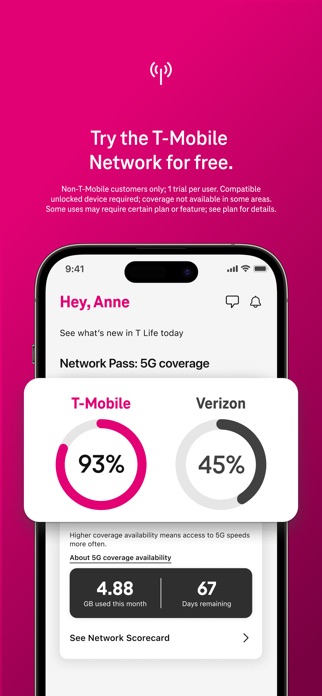 Try the T-Mobile
Network for free.
Non-T-Mobile customers only; 1 trial per user. Compatible
unlocked device required; coverage not available in some areas.
Some uses may require certain plan or feature; see plan for details.
9:41
Hey, Anne
See what's new in T Life today
Network Pass: 5G coverage
T-Mobile
Verizon
93%
45%
Higher coverage availability means access to 5G speeds
more often.
About 5G coverage availability
4.88
67
GB used this month
Days remaining
See Network Scorecard